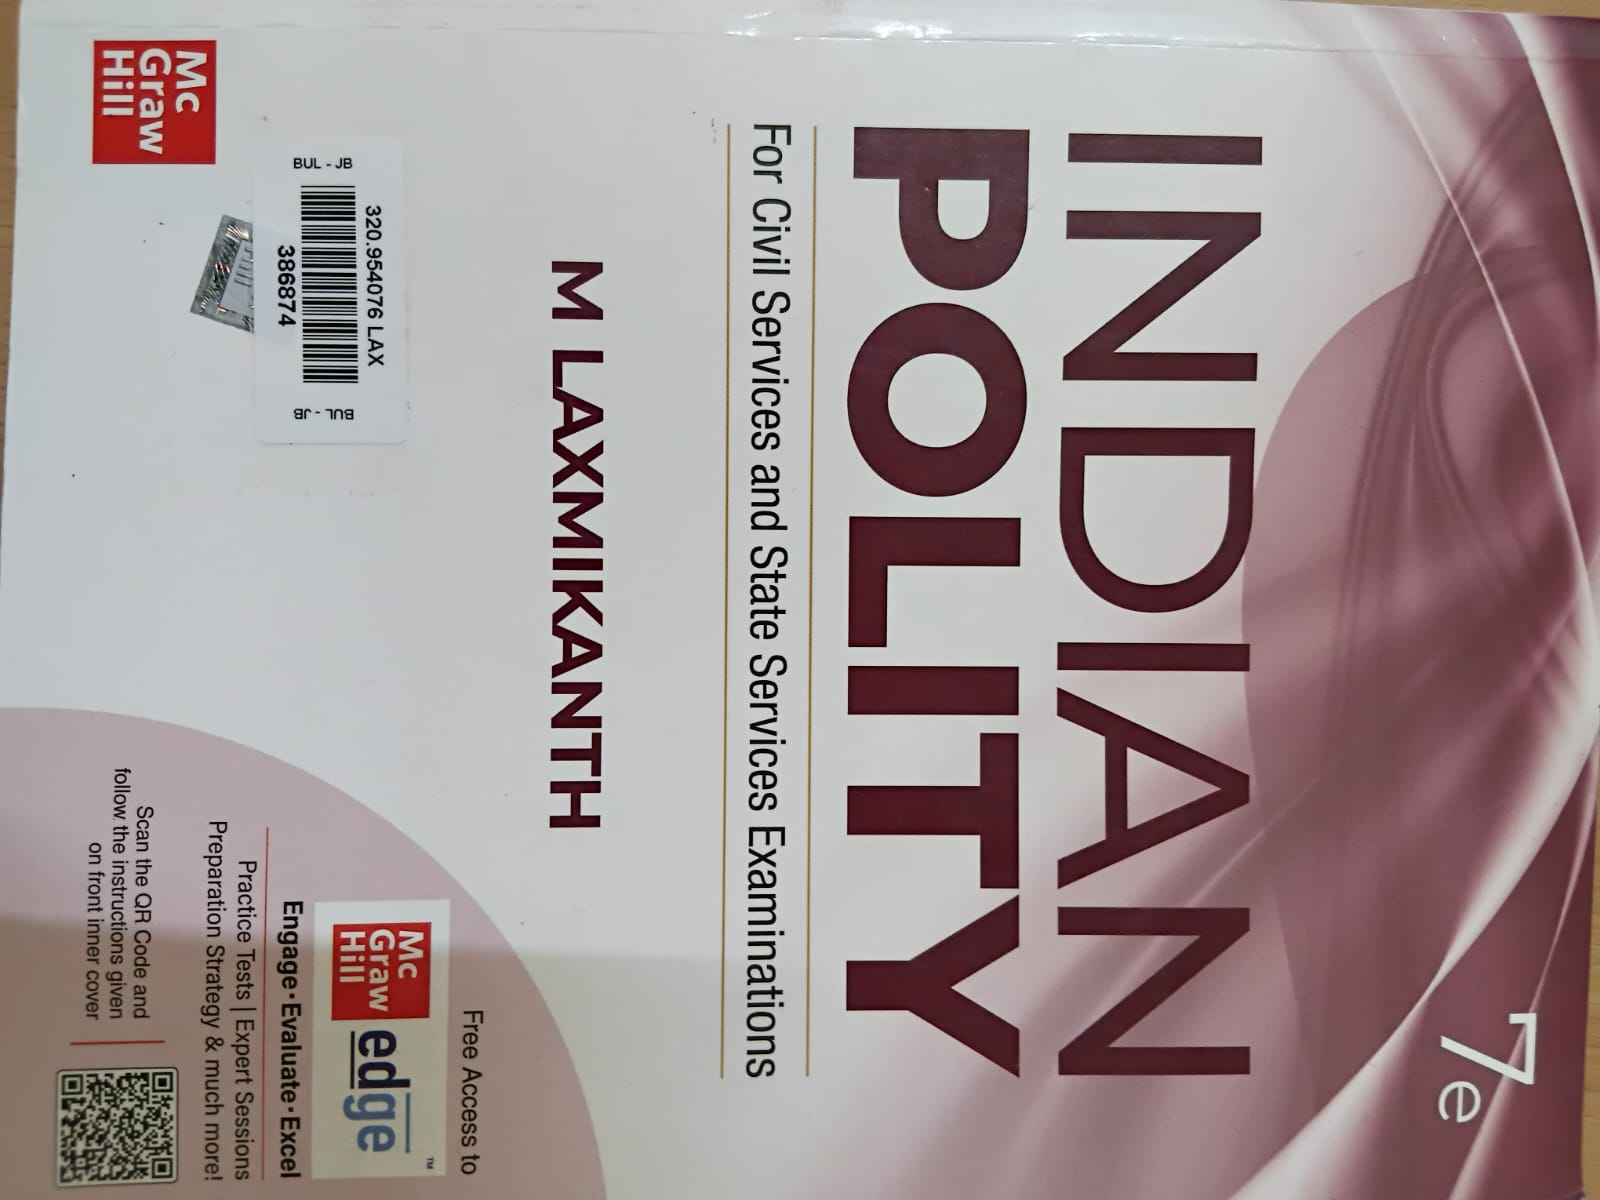 7e
INDIAN
POLITY
For Civil Services and State Services Examinations
M LAXMIKANTH
BUL - JB
320.954076 LAX
386874
BUL - JB
Mc
Graw
Hill
Free Access to
Mc
Graw
Hill
edge™
Engage•Evaluate•Excel
Practice Tests | Expert Sessions
Preparation Strategy & much more!
Scan the QR Code and
follow the instructions given
on front inner cover